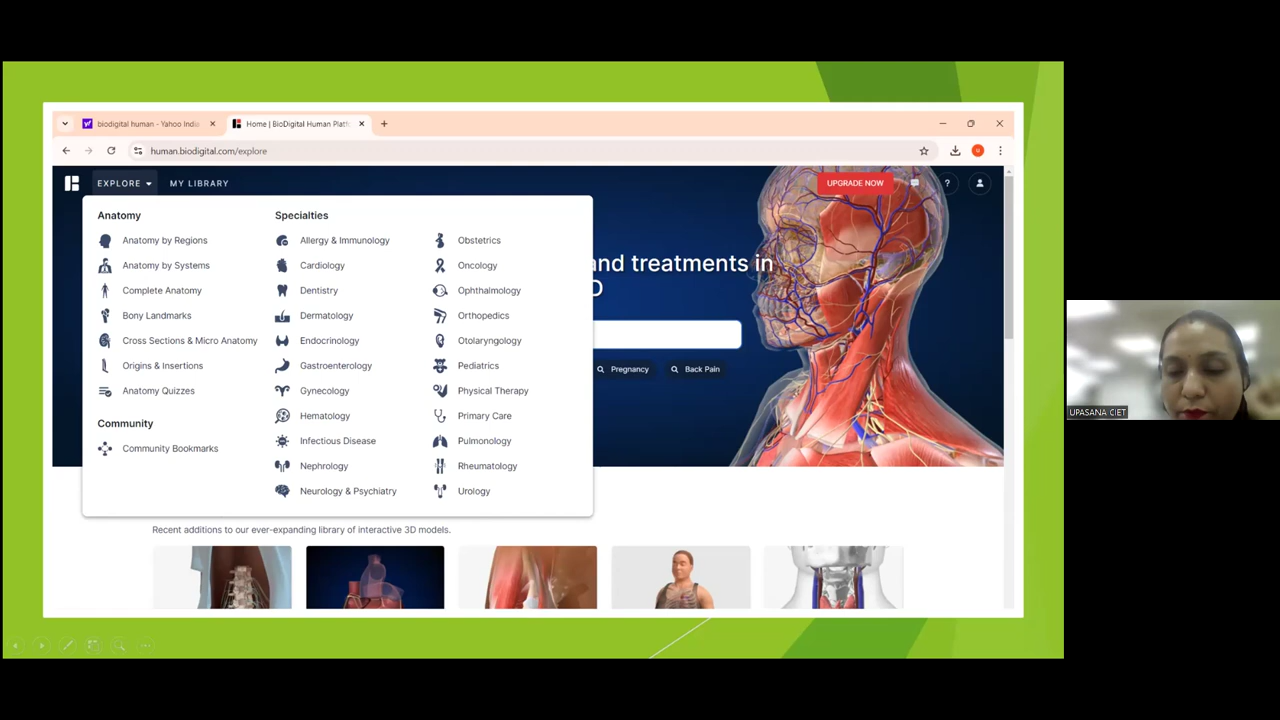 biodigital human - Yahoo India
Home | BioDigital Human Platf
human.biodigital.com/explore
EXPLORE
MY LIBRARY
UPGRADE NOW
?
Anatomy
Anatomy by Regions
Anatomy by Systems
Complete Anatomy
Bony Landmarks
Cross Sections & Micro Anatomy
Origins & Insertions
Anatomy Quizzes
Community
Community Bookmarks
Specialties
Allergy & Immunology
Cardiology
Dentistry
Dermatology
Endocrinology
Gastroenterology
Gynecology
Hematology
Infectious Disease
Nephrology
Neurology & Psychiatry
Obstetrics
Oncology
Ophthalmology
Orthopedics
Otolaryngology
Pediatrics
Physical Therapy
Primary Care
Pulmonology
Rheumatology
Urology
and treatments in
D
Pregnancy
Back Pain
Recent additions to our ever-expanding library of interactive 3D models.
UPASANA CIET